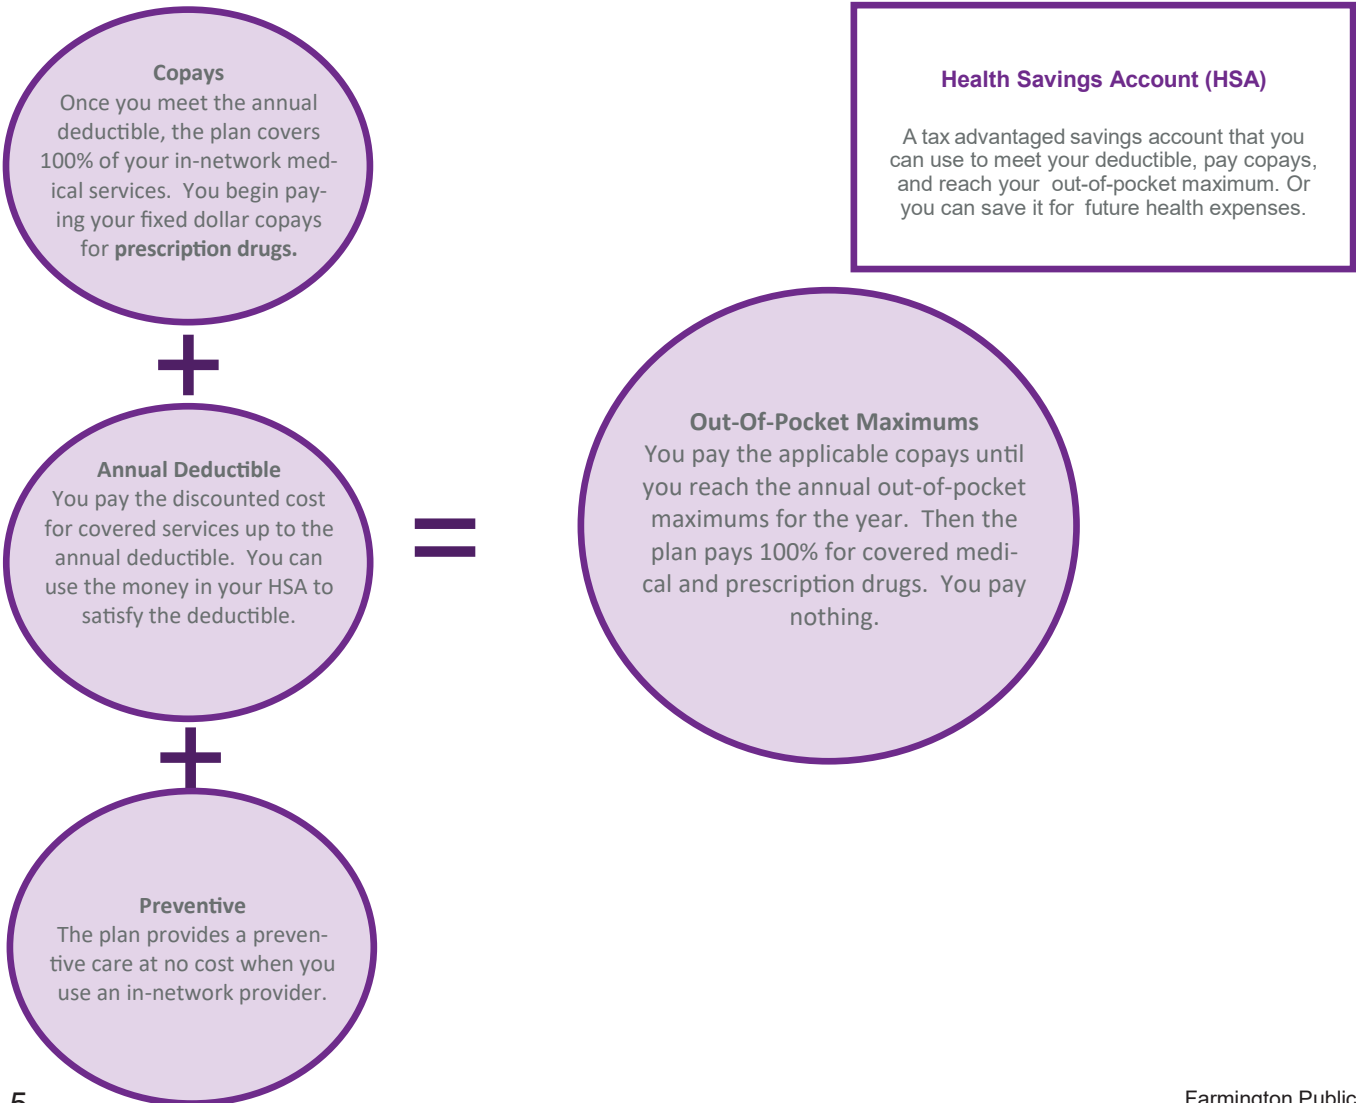 Copays
Once you meet the annual
deductible, the plan covers
100% of your in-network med-
ical services.  You begin pay-
ing your fixed dollar copays
for prescription drugs.
Health Savings Account (HSA)
A tax advantaged savings account that you
can use to meet your deductible, pay copays,
and reach your  out-of-pocket maximum. Or
you can save it for  future health expenses.
+
Annual Deductible
You pay the discounted cost
for covered services up to the
annual deductible.  You can
use the money in your HSA to
satisfy the deductible.
=
Out-Of-Pocket Maximums
You pay the applicable copays until
you reach the annual out-of-pocket
maximums for the year.  Then the
plan pays 100% for covered medi-
cal and prescription drugs.  You pay
nothing.
+
Preventive
The plan provides a preven-
tive care at no cost when you
use an in-network provider.
5
Farmington Public